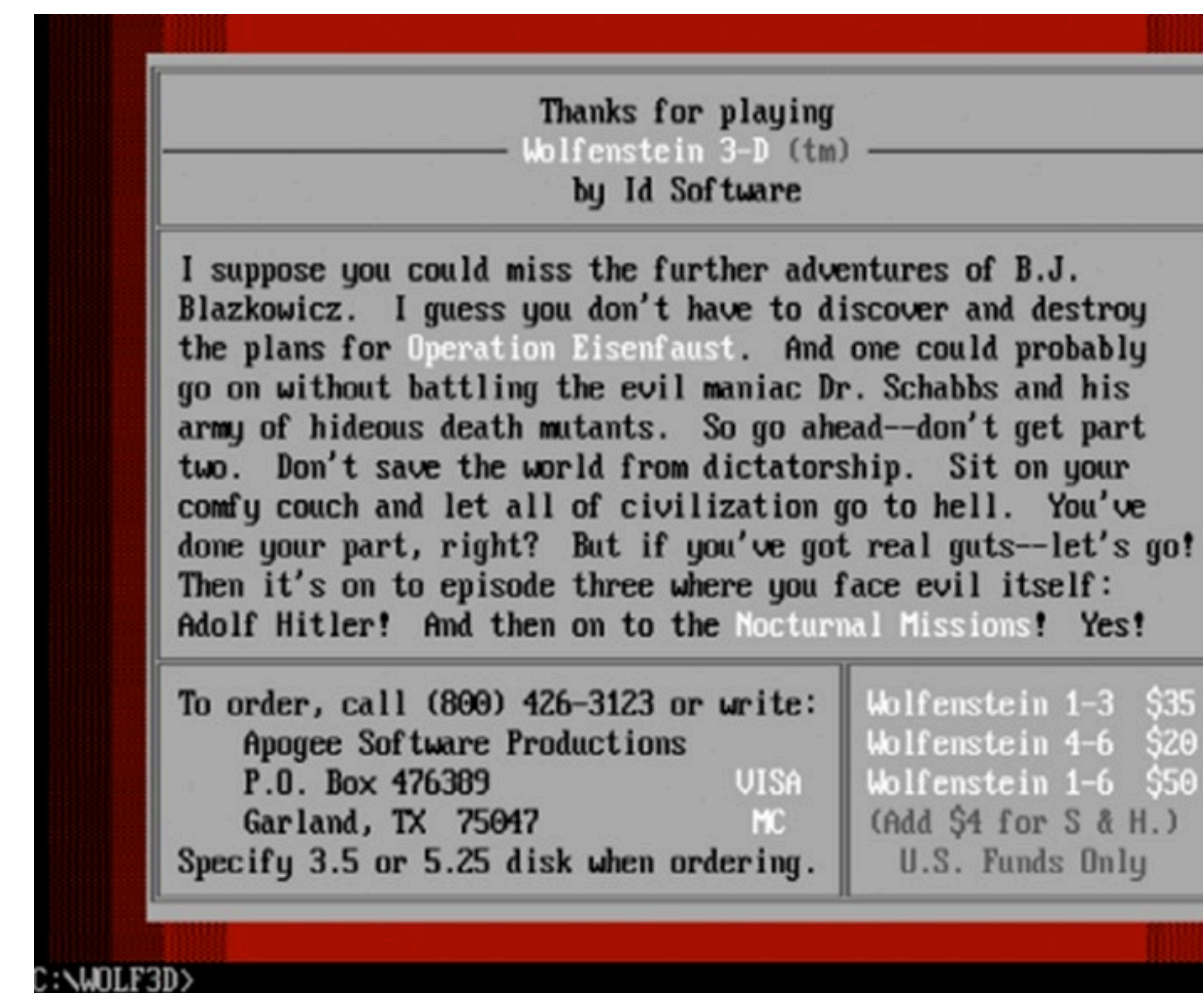 Thanks for playing
Wolfenstein 3-D (tm)
by Id Software
I suppose you could miss the further adventures of B.J.
Blazkowicz.  I guess you don't have to discover and destroy
the plans for Operation Eisenfaust.  And one could probably
go on without battling the evil maniac Dr. Schabbs and his
army of hideous death mutants.  So go ahead--don't get part
two.  Don't save the world from dictatorship.  Sit on your
comfy couch and let all of civilization go to hell.  You've
done your part, right?  But if you've got real guts--let's go!
Then it's on to episode three where you face evil itself:
Adolf Hitler!  And then on to the Nocturnal Missions!  Yes!
To order, call (800) 426-3123 or write:
Apogee Software Productions
P.O. Box 476389 VISA
Garland, TX  75047 MC
Specify 3.5 or 5.25 disk when ordering.
Wolfenstein 1-3  $35
Wolfenstein 4-6  $20
Wolfenstein 1-6  $50
(Add $4 for S & H.)
U.S. Funds Only
C:\WOLF3D>